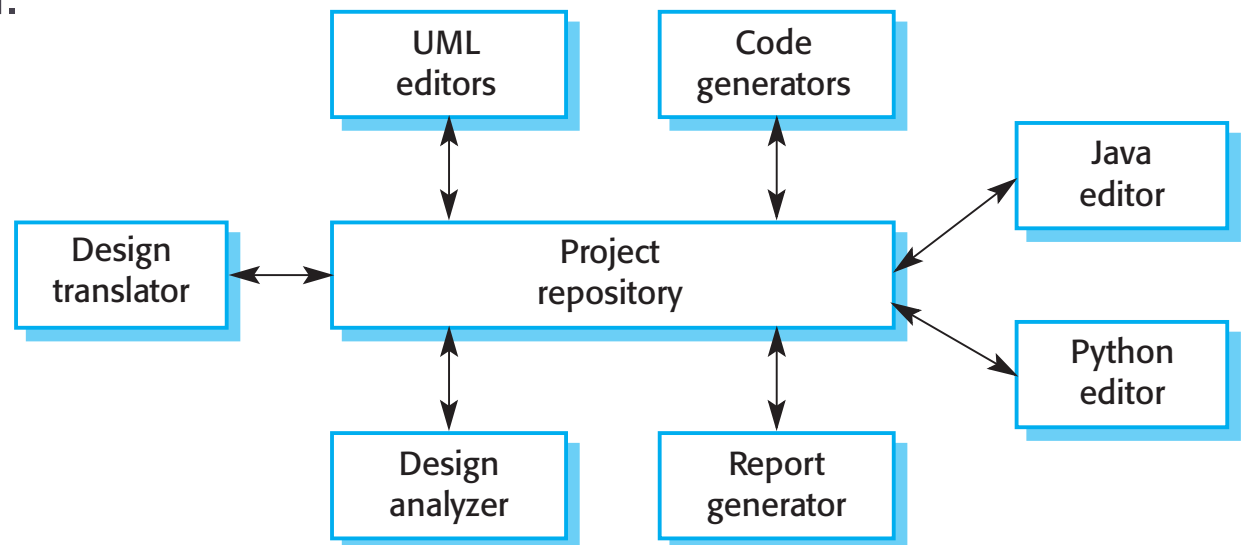 UML
editors
Code
generators
Java
editor
Design
translator
Project
repository
Python
editor
Design
analyzer
Report
generator